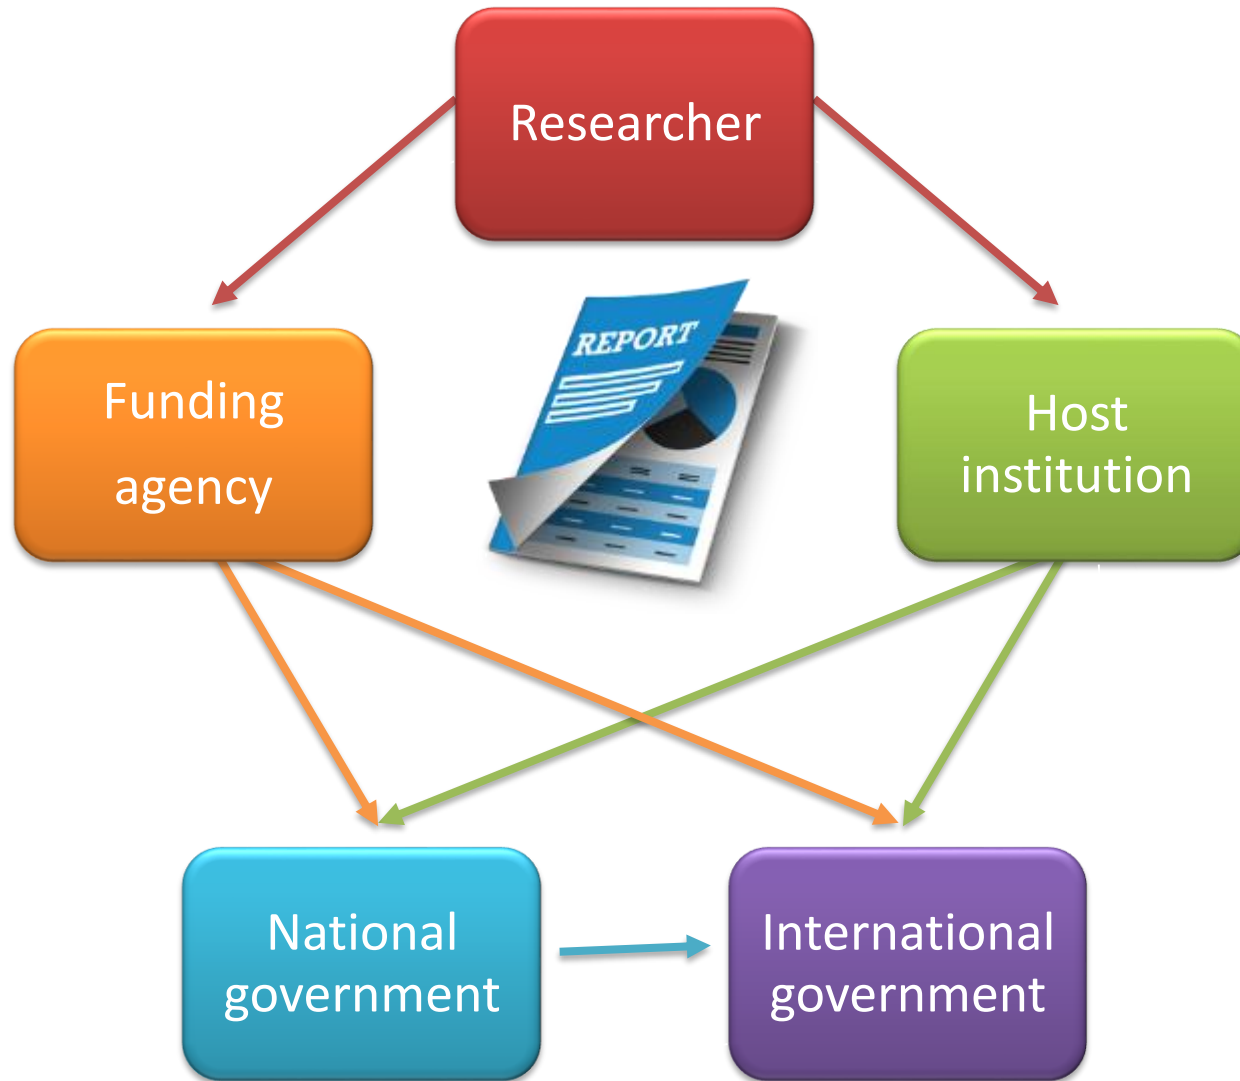 Researcher
REPORT
Funding
agency
Host
institution
National
government
International
government